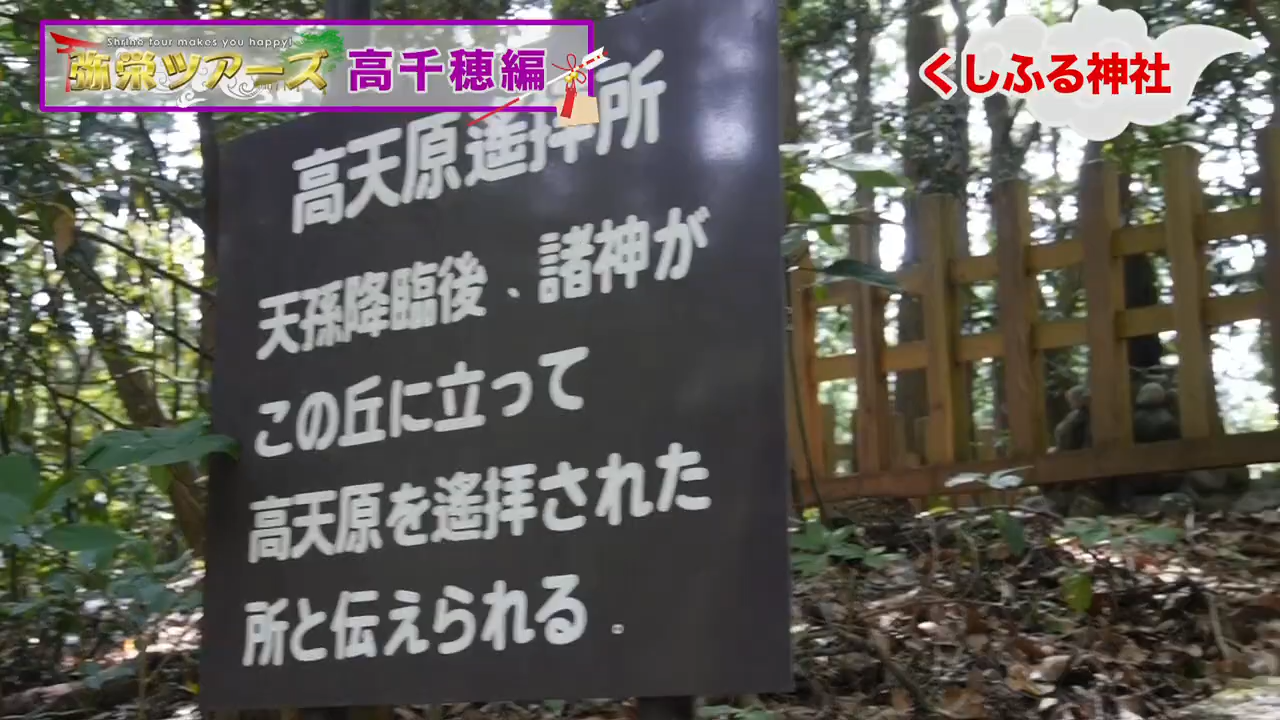 Shrine tour makes you happy!
弥栄ツアーズ 高千穂編
くしふる神社
高天原遥拝所
天孫降臨後、諸神が
この丘に立って
高天原を遥拝された
所と伝えられる。